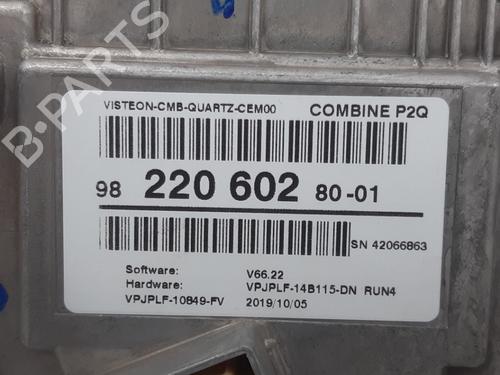 B-PARTS
VISTEON-CMB-QUARTZ-CEM00 COMBINE P2Q
98 220 602 80-01
SN 42066863
Software: V66.22
Hardware: VPJPLF-14B115-DN RUN4
VPJPLF-10849-FV 2019/10/05